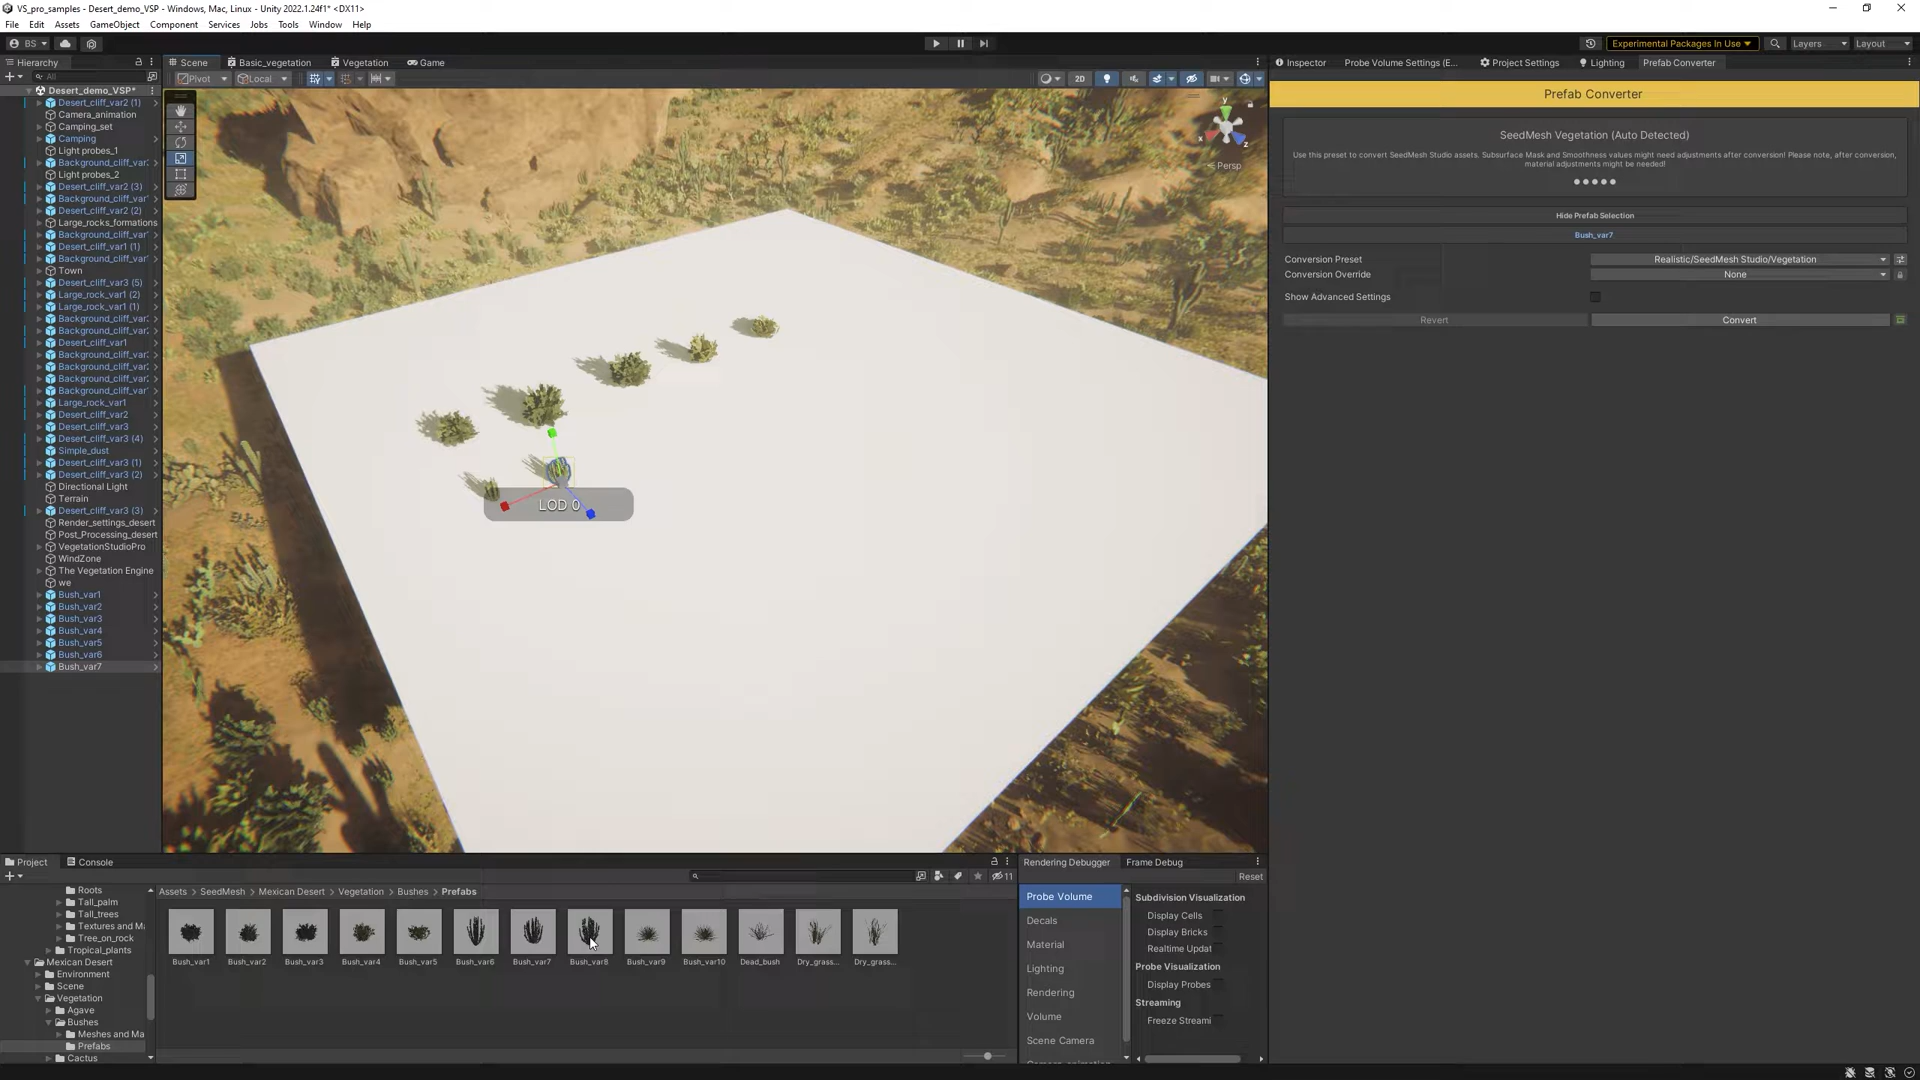 VS_pro_samples - Desert_demo_VSP - Windows, Mac, Linux - Unity 2022.1.24f1* <DX11>
File Edit Assets GameObject Component Services Jobs Tools Window Help
BS
Experimental Packages In Use
Layers
Layout
Hierarchy
All
Desert_demo_VSP*
Desert_cliff_var2 (1)
Camera_animation
Camping_set
Camping
Light probes_1
Background_cliff_var
Light probes_2
Desert_cliff_var2 (3)
Background_cliff_var
Desert_cliff_var2 (2)
Large_rocks_formations
Background_cliff_var
Desert_cliff_var1 (1)
Background_cliff_var
Town
Desert_cliff_var3 (5)
Large_rock_var1 (2)
Large_rock_var1 (1)
Background_cliff_var
Background_cliff_var
Desert_cliff_var1
Background_cliff_var
Background_cliff_var
Background_cliff_var
Background_cliff_var
Large_rock_var1
Desert_cliff_var2
Desert_cliff_var3
Desert_cliff_var3 (4)
Simple_dust
Desert_cliff_var3 (1)
Desert_cliff_var3 (2)
Directional Light
Terrain
Desert_cliff_var3 (3)
Render_settings_desert
Post_Processing_desert
VegetationStudioPro
WindZone
The Vegetation Engine
we
Bush_var1
Bush_var2
Bush_var3
Bush_var4
Bush_var5
Bush_var6
Bush_var7
Scene Basic_vegetation Vegetation Game
Pivot Local
2D
y
x
z
< Persp
LOD 0
Inspector Probe Volume Settings (E... Project Settings Lighting Prefab Converter
Prefab Converter
SeedMesh Vegetation (Auto Detected)
Use this preset to convert SeedMesh Studio assets. Subsurface Mask and Smoothness values might need adjustments after conversion! Please note, after conversion,
material adjustments might be needed!
Hide Prefab Selection
Bush_var7
Conversion Preset Realistic/SeedMesh Studio/Vegetation
Conversion Override None
Show Advanced Settings
Revert Convert
Project Console
11
Roots
Tall_palm
Tall_trees
Textures and M
Tree_on_rock
Tropical_plants
Mexican Desert
Environment
Scene
Vegetation
Agave
Bushes
Meshes and Ma
Prefabs
Cactus
Assets > SeedMesh > Mexican Desert > Vegetation > Bushes > Prefabs
Bush_var1 Bush_var2 Bush_var3 Bush_var4 Bush_var5 Bush_var6 Bush_var7 Bush_var8 Bush_var9 Bush_var10 Dead_bush Dry_grass... Dry_grass...
Rendering Debugger Frame Debug
Reset
Probe Volume
Decals
Material
Lighting
Rendering
Volume
Scene Camera
Subdivision Visualization
Display Cells
Display Bricks
Realtime Updat
Probe Visualization
Display Probes
Streaming
Freeze Streami